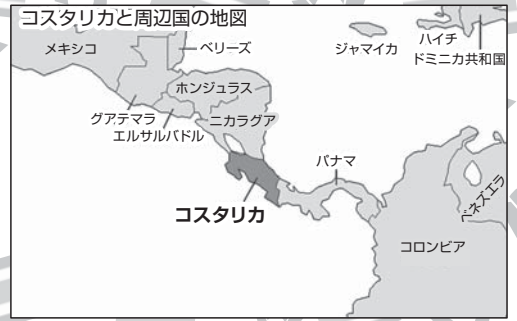 コスタリカと周辺国の地図
メキシコ
ベリーズ
ジャマイカ
ハイチ
ドミニカ共和国
ホンジュラス
グアテマラ
エルサルバドル
ニカラグア
パナマ
コスタリカ
ベネズエラ
コロンビア